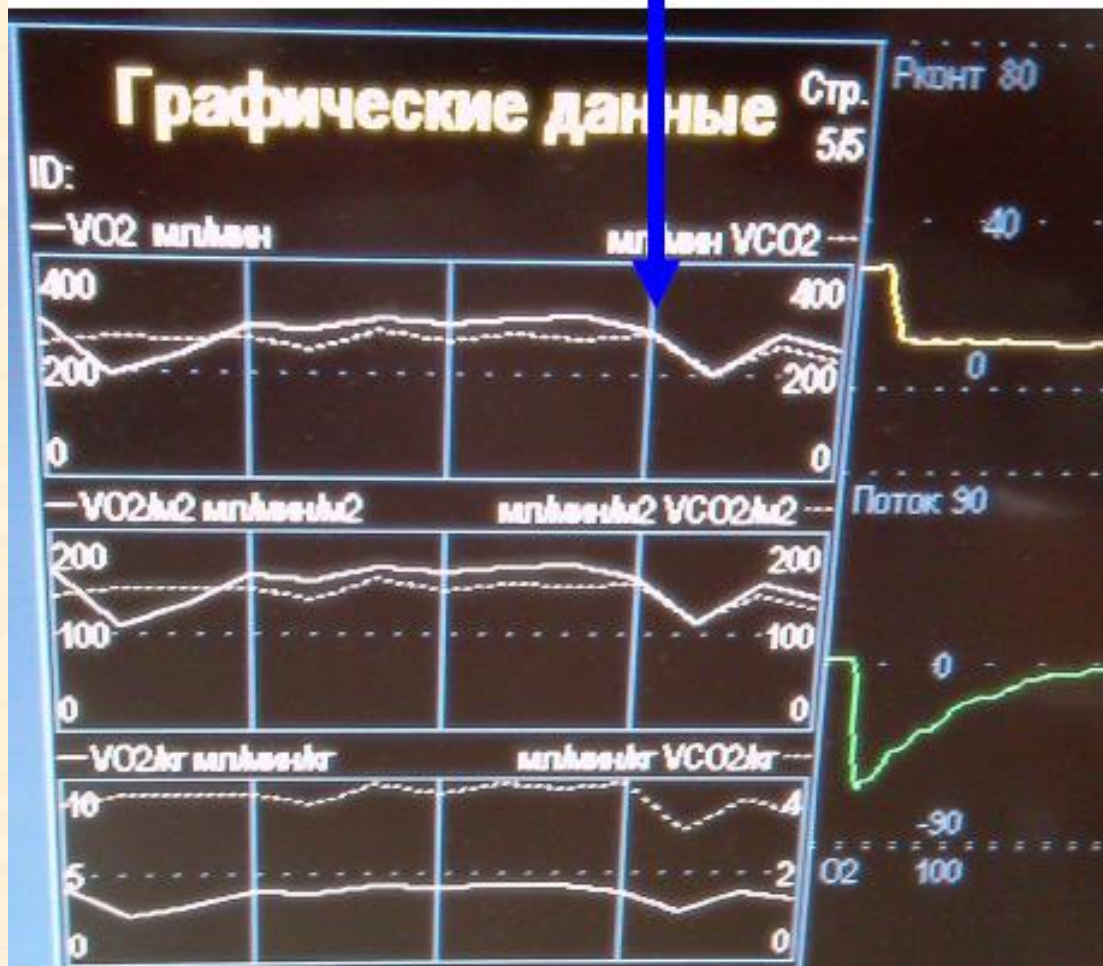 Графические данные
Стр.
5/5
ID:
VO2 мл/мин
мл/мин VCO2
400
400
200
200
0
0
VO2/м2 мл/мин/м2
мл/мин/м2 VCO2/м2
200
200
100
100
0
0
VO2/кг мл/мин/кг
мл/мин/кг VCO2/кг
10
4
5
2
0
0
Рконт 80
40
0
Поток 90
0
-90
O2 100